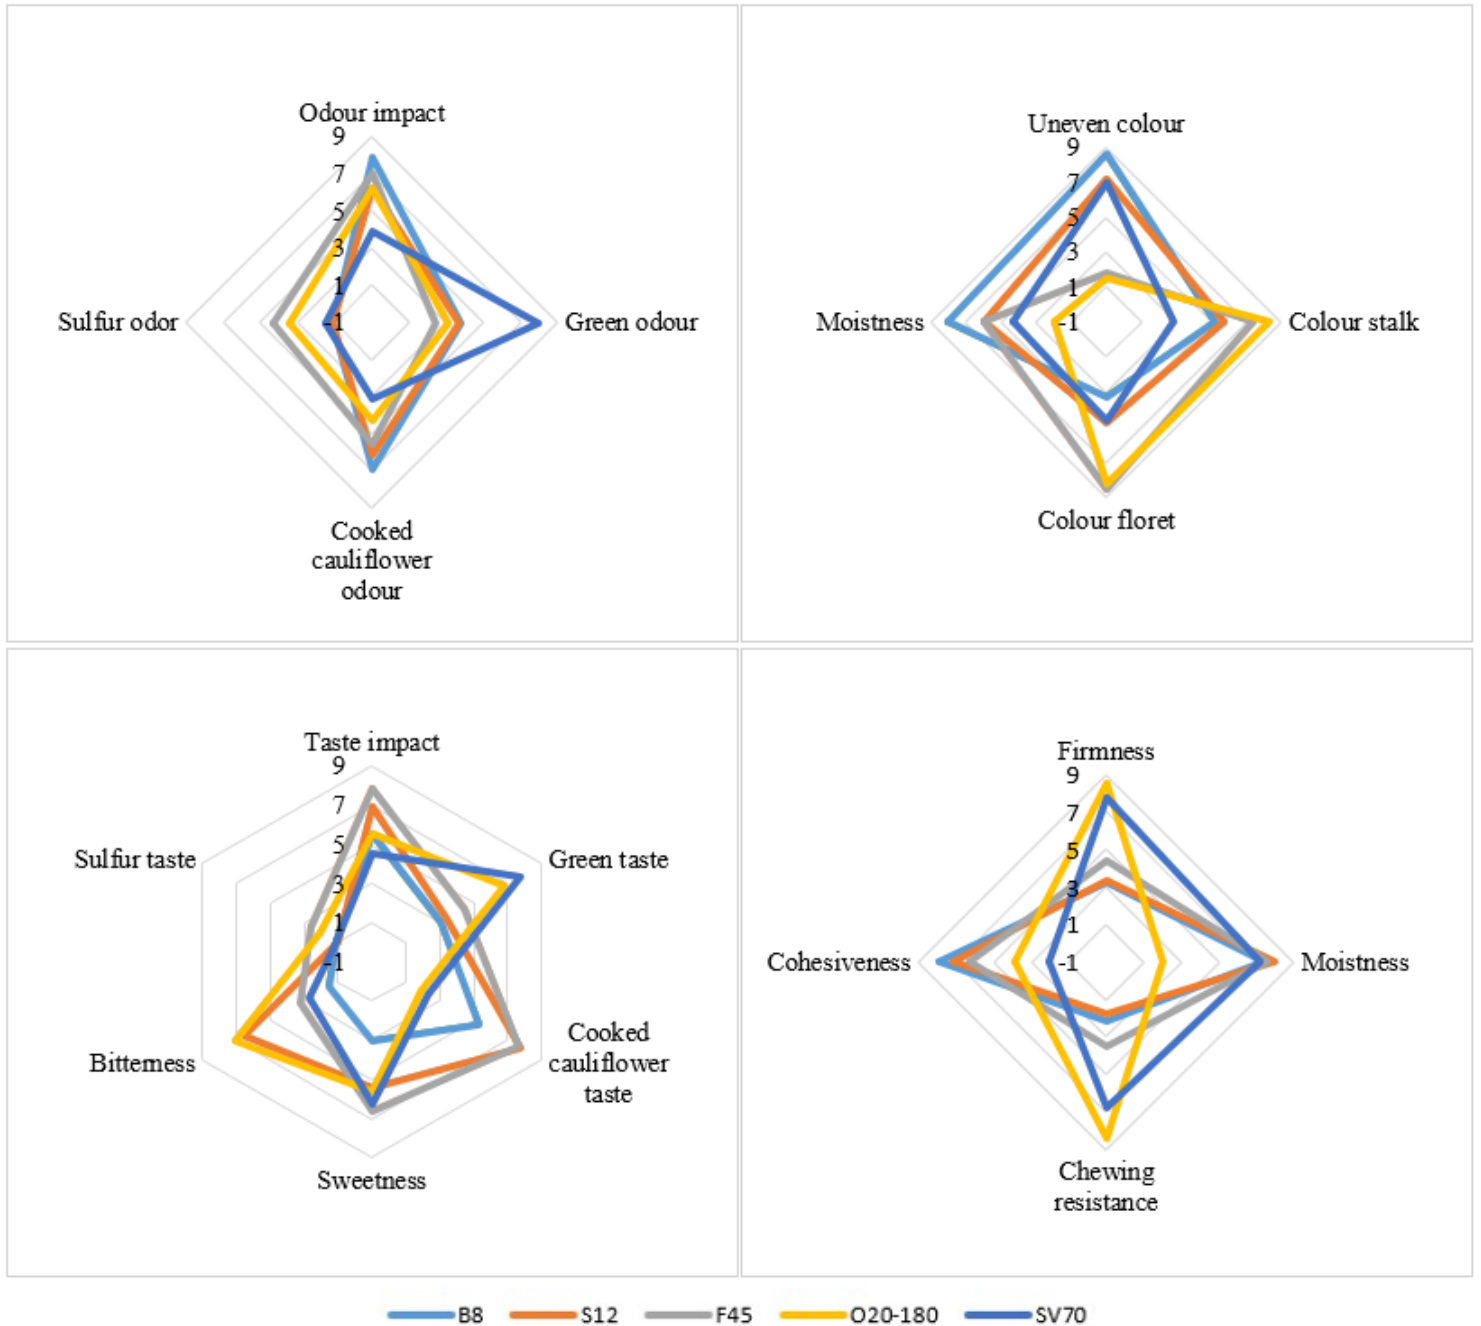 Odour impact
9
7
5
3
1
-1
Sulfur odor
Green odour
Cooked
cauliflower
odour
Uneven colour
9
7
5
3
1
-1
Moistness
Colour stalk
Colour floret
Taste impact
9
7
5
3
1
-1
Sulfur taste
Green taste
Bitterness
Cooked
cauliflower
taste
Sweetness
Firmness
9
7
5
3
1
-1
Cohesiveness
Moistness
Chewing
resistance
B8 S12 F45 O20-180 SV70